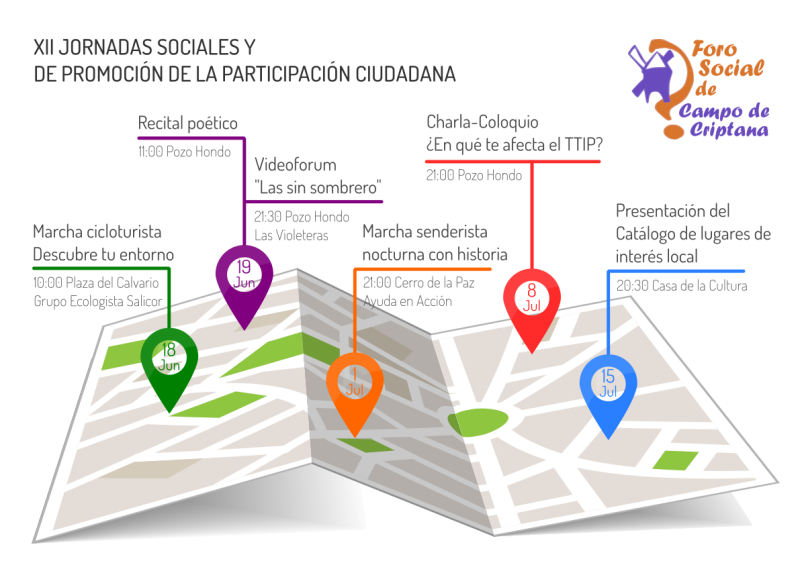 XII JORNADAS SOCIALES Y
DE PROMOCIÓN DE LA PARTICIPACIÓN CIUDADANA
Foro
Social
de
Campo de
Criptana
Recital poético
11:00 Pozo Hondo
Videoforum
"Las sin sombrero"
21:30 Pozo Hondo
Las Violeteras
19
Jun
Charla-Coloquio
¿En qué te afecta el TTIP?
21:00 Pozo Hondo
8
Jul
Marcha cicloturista
Descubre tu entorno
10:00 Plaza del Calvario
Grupo Ecologista Salicor
18
Jun
Marcha senderista
nocturna con historia
21:00 Cerro de la Paz
Ayuda en Acción
1
Jul
Presentación del
Catálogo de lugares de
interés local
20:30 Casa de la Cultura
15
Jul